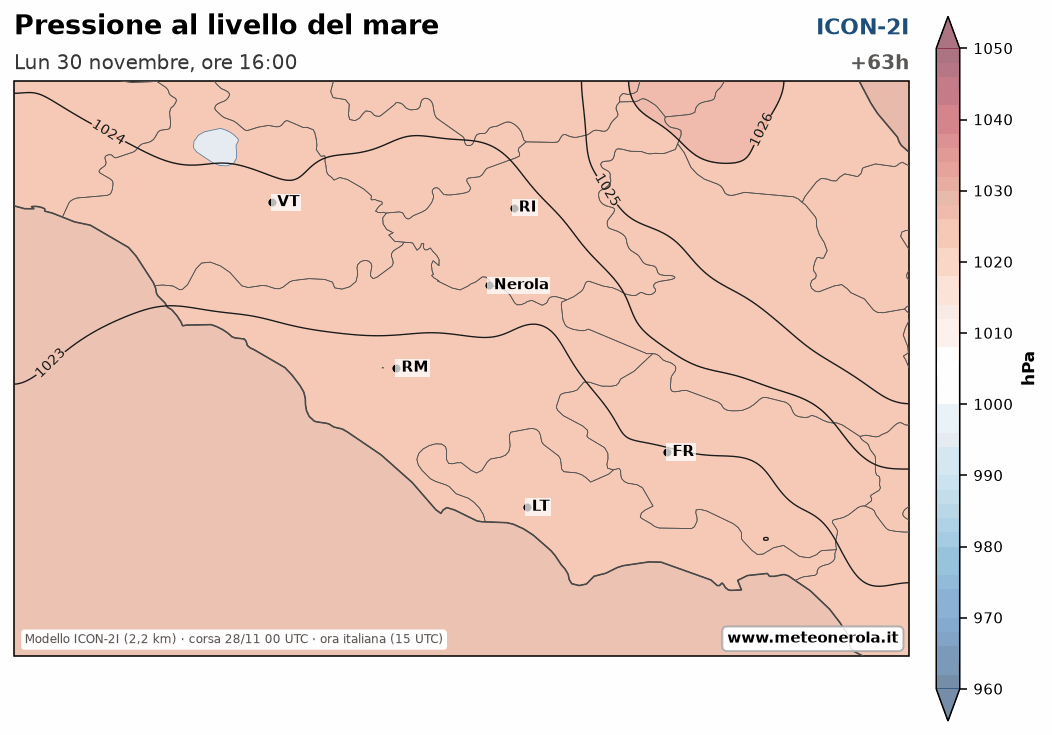 Pressione al livello del mare
ICON-2I
Lun 30 novembre, ore 16:00
+63h
1024
1026
1025
VT
RI
Nerola
1023
RM
FR
LT
Modello ICON-2I (2,2 km) · corsa 28/11 00 UTC · ora italiana (15 UTC)
www.meteonerola.it
1050
1040
1030
1020
1010
1000
990
980
970
960
hPa